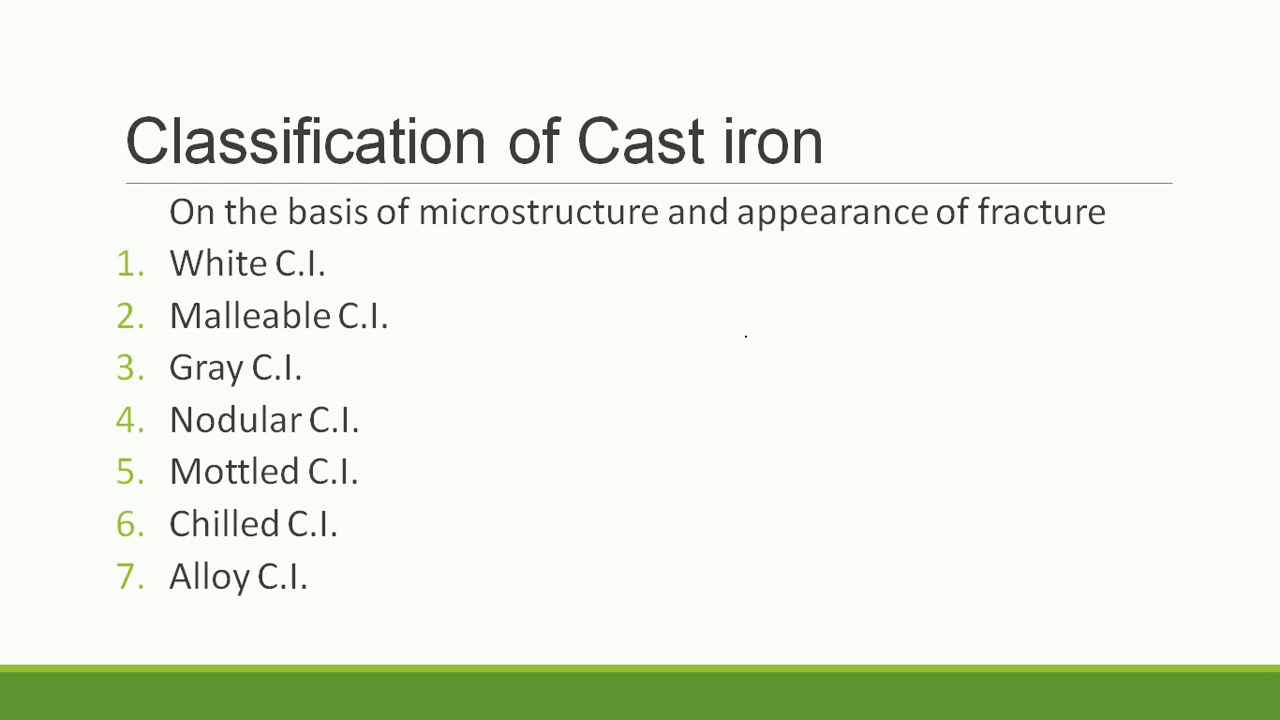 Classification of Cast iron
On the basis of microstructure and appearance of fracture
1. White C.I.
2. Malleable C.I.
3. Gray C.I.
4. Nodular C.I.
5. Mottled C.I.
6. Chilled C.I.
7. Alloy C.I.